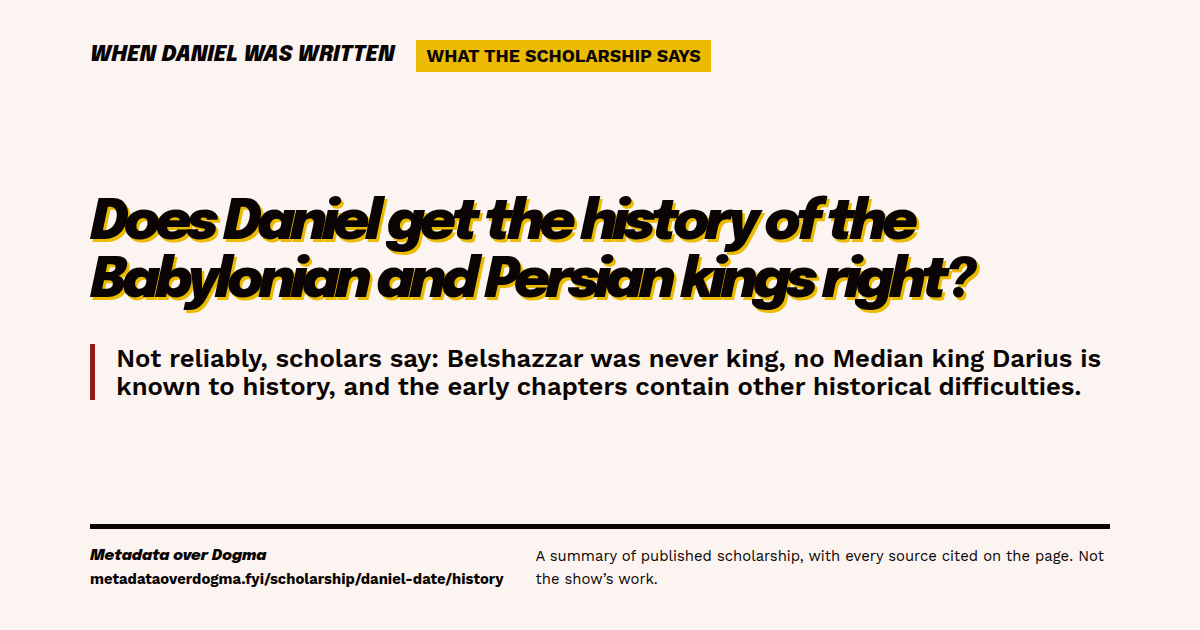 WHEN DANIEL WAS WRITTEN
WHAT THE SCHOLARSHIP SAYS
Does Daniel get the history of the
Babylonian and Persian kings right?
Not reliably, scholars say: Belshazzar was never king, no Median king Darius is
known to history, and the early chapters contain other historical difficulties.
Metadata over Dogma
metadataoverdogma.fyi/scholarship/daniel-date/history
A summary of published scholarship, with every source cited on the page. Not
the show’s work.